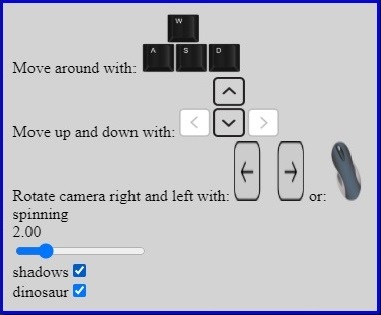 W
A S D
Move around with:
Move up and down with:
Rotate camera right and left with: or:
spinning
2.00
shadows
dinosaur